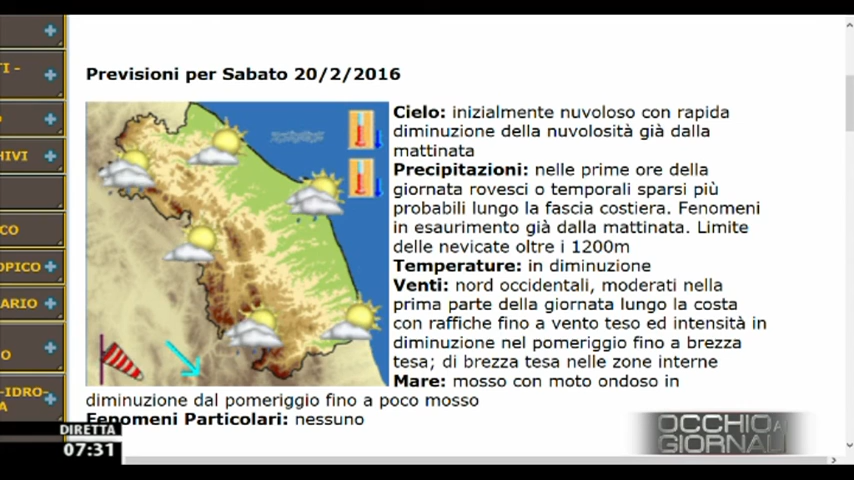 Previsioni per Sabato 20/2/2016
Cielo: inizialmente nuvoloso con rapida
diminuzione della nuvolosità già dalla
mattinata
Precipitazioni: nelle prime ore della
giornata rovesci o temporali sparsi più
probabili lungo la fascia costiera. Fenomeni
in esaurimento già dalla mattinata. Limite
delle nevicate oltre i 1200m
Temperature: in diminuzione
Venti: nord occidentali, moderati nella
prima parte della giornata lungo la costa
con raffiche fino a vento teso ed intensità in
diminuzione nel pomeriggio fino a brezza
tesa; di brezza tesa nelle zone interne
Mare: mosso con moto ondoso in
diminuzione dal pomeriggio fino a poco mosso
Fenomeni Particolari: nessuno
TI -
O
HIVI
CO
OPICO
ARIO
O
-IDRO-
A
DIRETTA
07:31
OCCHIO AI
GIORNALI